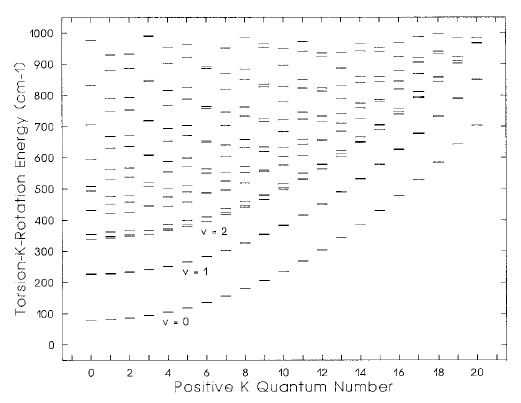 1000
900
800
700
600
500
400
300
200
100
0
Torsion-K-Rotation Energy (cm-1)
v = 2
v = 1
v = 0
0 2 4 6 8 10 12 14 16 18 20
Positive K Quantum Number